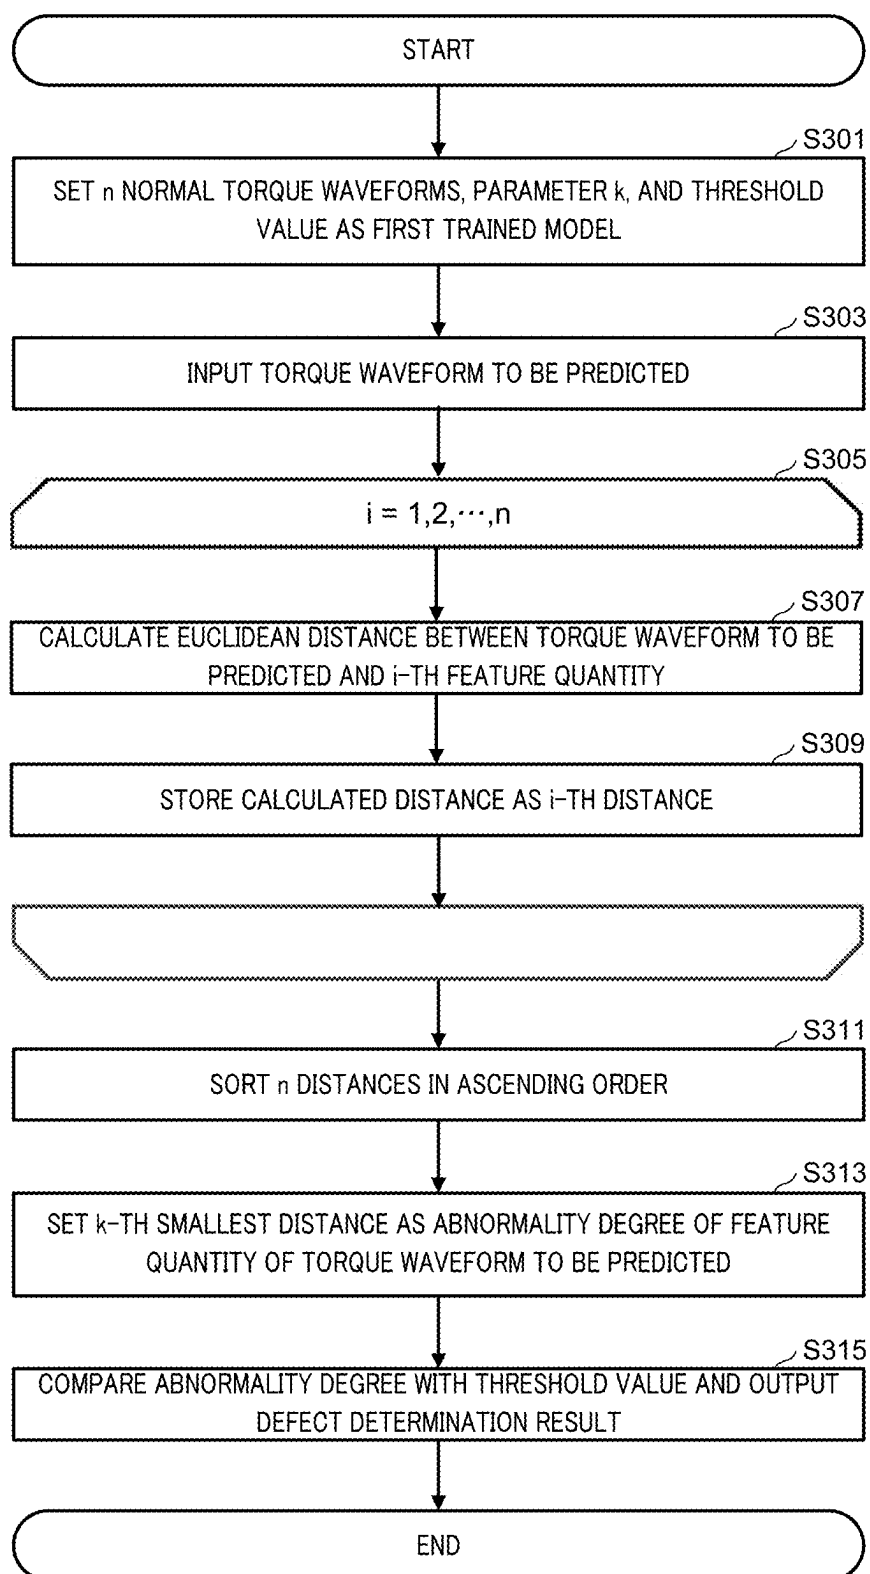 START
S301
SET n NORMAL TORQUE WAVEFORMS, PARAMETER k, AND THRESHOLD
VALUE AS FIRST TRAINED MODEL
S303
INPUT TORQUE WAVEFORM TO BE PREDICTED
S305
i = 1,2,⋯,n
S307
CALCULATE EUCLIDEAN DISTANCE BETWEEN TORQUE WAVEFORM TO BE
PREDICTED AND i-TH FEATURE QUANTITY
S309
STORE CALCULATED DISTANCE AS i-TH DISTANCE
S311
SORT n DISTANCES IN ASCENDING ORDER
S313
SET k-TH SMALLEST DISTANCE AS ABNORMALITY DEGREE OF FEATURE
QUANTITY OF TORQUE WAVEFORM TO BE PREDICTED
S315
COMPARE ABNORMALITY DEGREE WITH THRESHOLD VALUE AND OUTPUT
DEFECT DETERMINATION RESULT
END